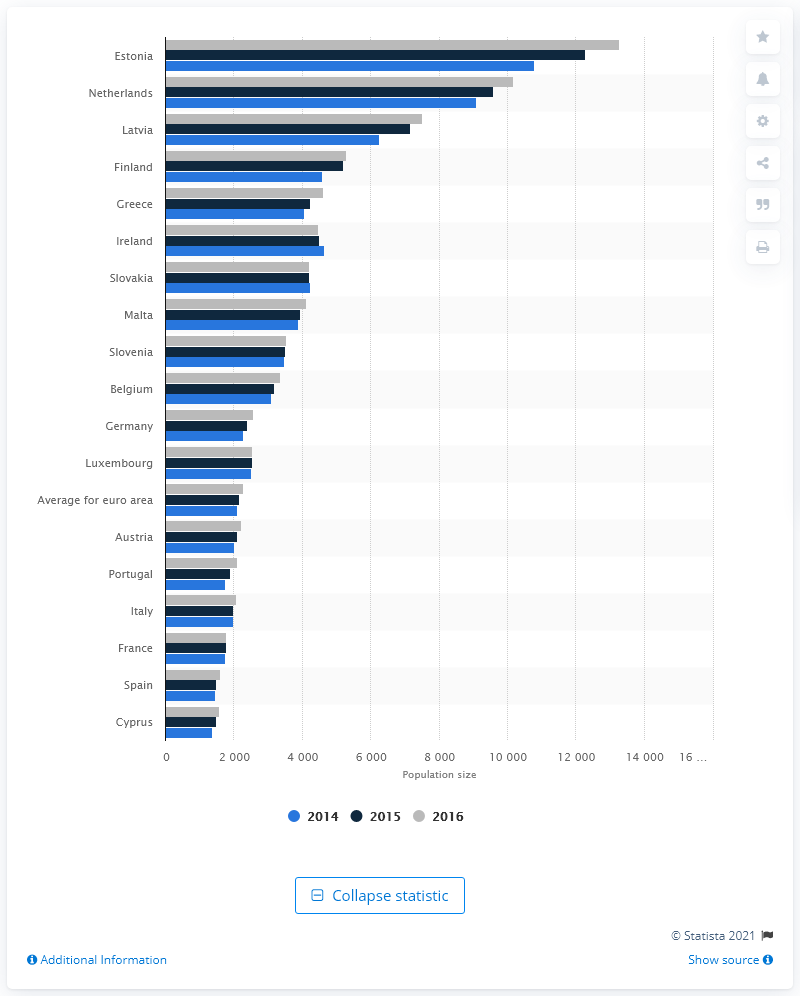 Estonia
Netherlands
Latvia
Finland
Greece
Ireland
Slovakia
Malta
Slovenia
Belgium
Germany
Luxembourg
Average for euro area
Austria
Portugal
Italy
France
Spain
Cyprus
0 2 000 4 000 6 000 8 000 10 000 12 000 14 000 16 ...
Population size
2014 2015 2016
Collapse statistic
© Statista 2021
Additional Information Show source